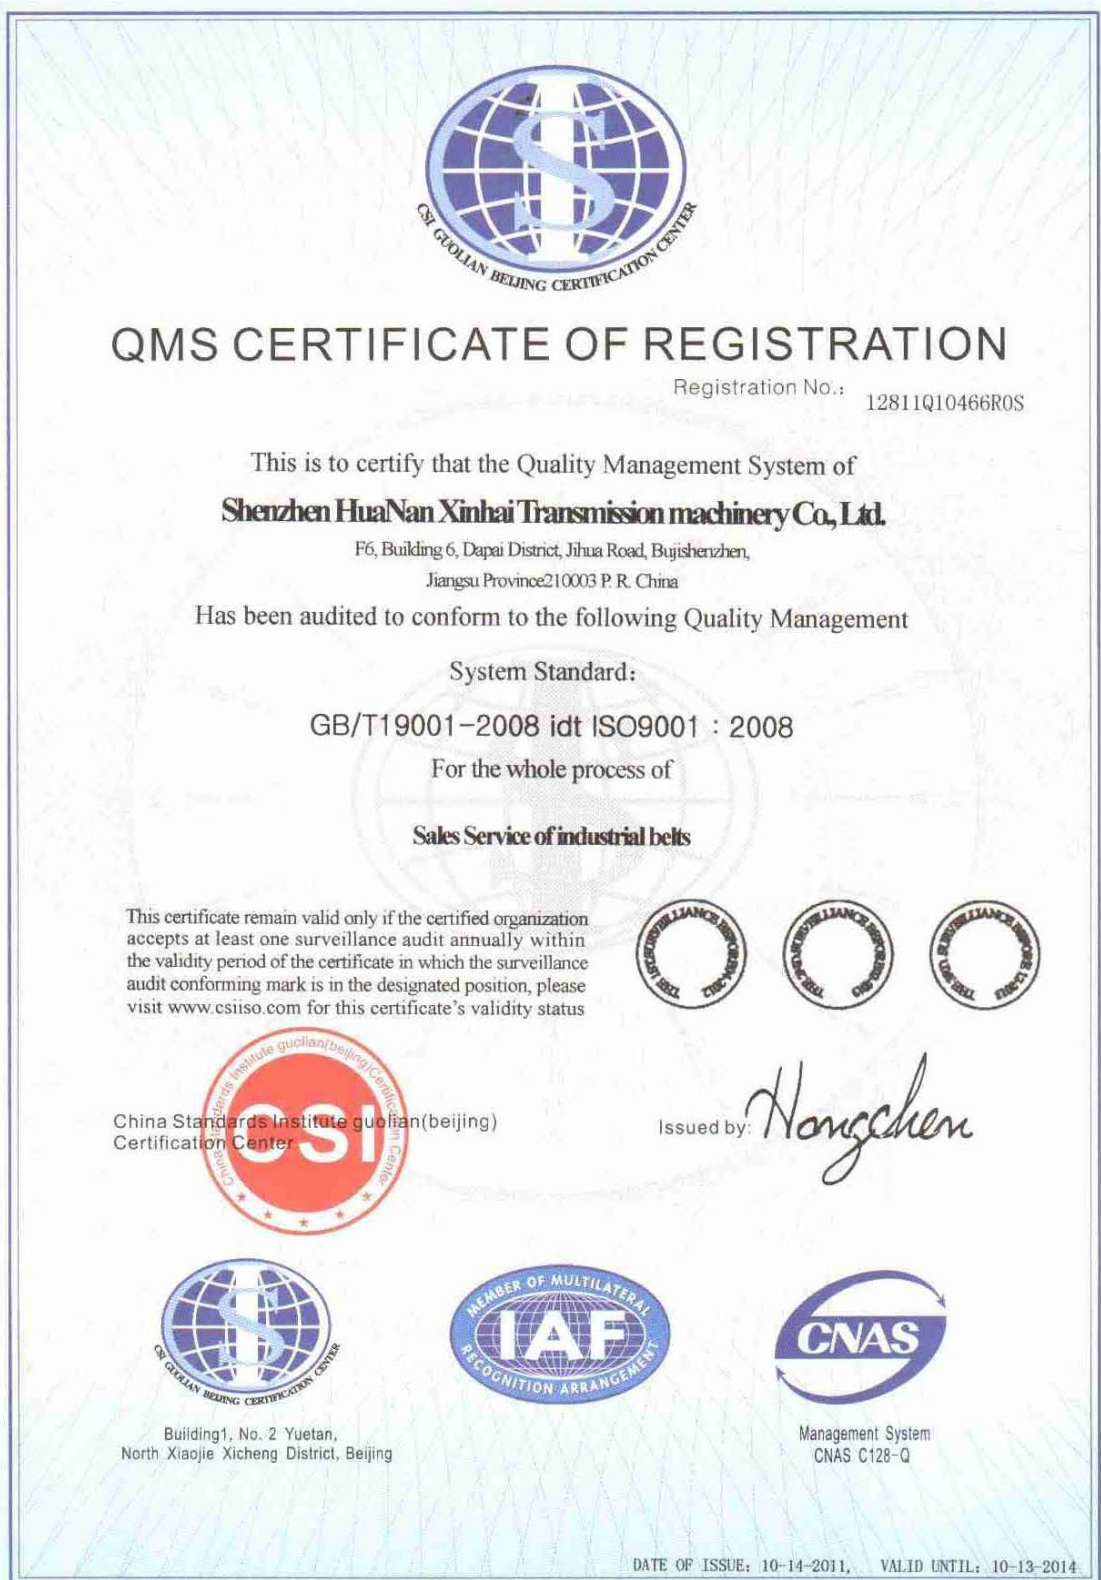 CSI GUOLIAN BEIJING CERTIFICATION CENTER
QMS CERTIFICATE OF REGISTRATION
Registration No.:
12811Q10466R0S
This is to certify that the Quality Management System of
Shenzhen HuaNan Xinhai Transmission machinery Co., Ltd.
F6, Building 6, Dapai District, Jihua Road, Bujishenzhen,
Jiangsu Province210003 P. R. China
Has been audited to conform to the following Quality Management
System Standard:
GB/T19001-2008 idt ISO9001 : 2008
For the whole process of
Sales Service of industrial belts
This certificate remain valid only if the certified organization
accepts at least one surveillance audit annually within
the validity period of the certificate in which the surveillance
audit conforming mark is in the designated position, please
visit www.csiiso.com for this certificate's validity status
China Standards Institute guolian(beijing)Certification Center
CSI
China Standards Institute guolian(beijing)
Certification Center
Issued by:
Hongchen
CSI GUOLIAN BEIJING CERTIFICATION CENTER
Building1, No. 2 Yuetan,
North Xiaojie Xicheng District, Beijing
MEMBER OF MULTILATERAL
IAF
RECOGNITION ARRANGEMENT
CNAS
Management System
CNAS C128-Q
DATE OF ISSUE: 10-14-2011, VALID UNTIL: 10-13-2014